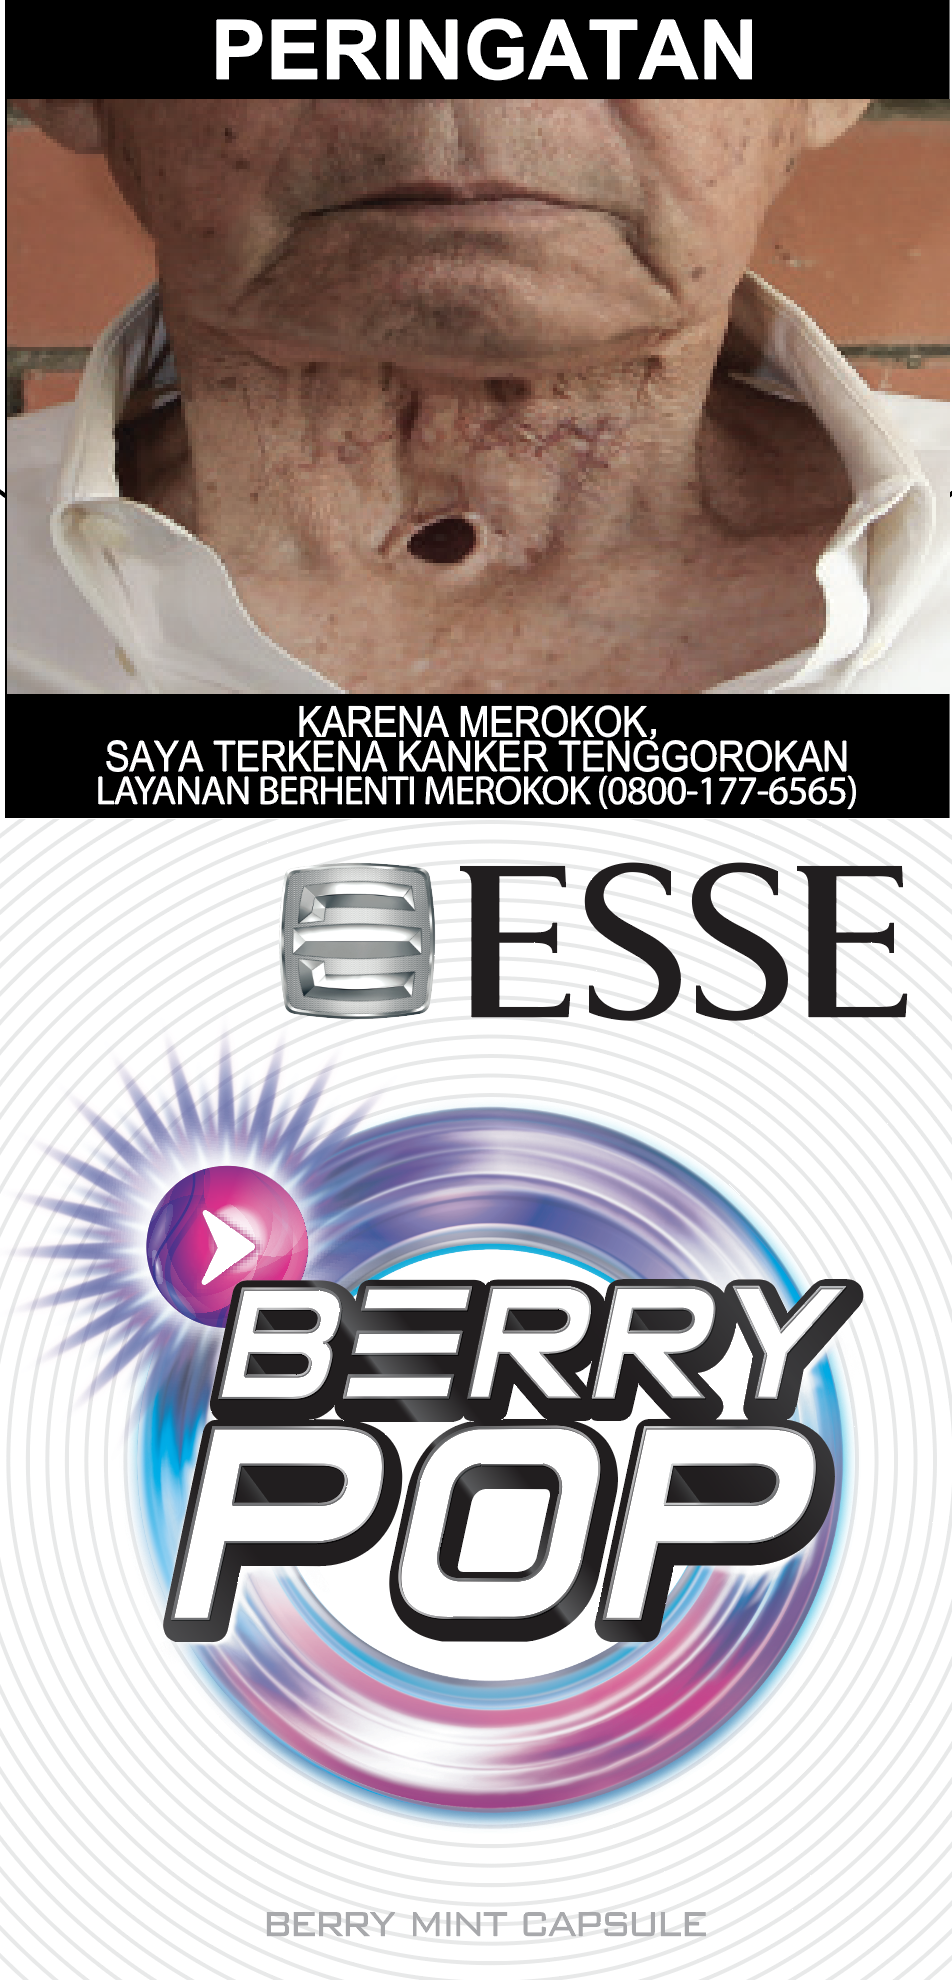 PERINGATAN
KARENA MEROKOK,
SAYA TERKENA KANKER TENGGOROKAN
LAYANAN BERHENTI MEROKOK (0800-177-6565)
ESSE
BERRY
POP
BERRY MINT CAPSULE